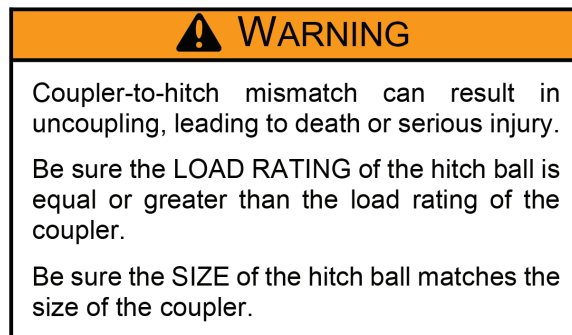 WARNING
Coupler-to-hitch mismatch can result in
uncoupling, leading to death or serious injury.
Be sure the LOAD RATING of the hitch ball is
equal or greater than the load rating of the
coupler.
Be sure the SIZE of the hitch ball matches the
size of the coupler.